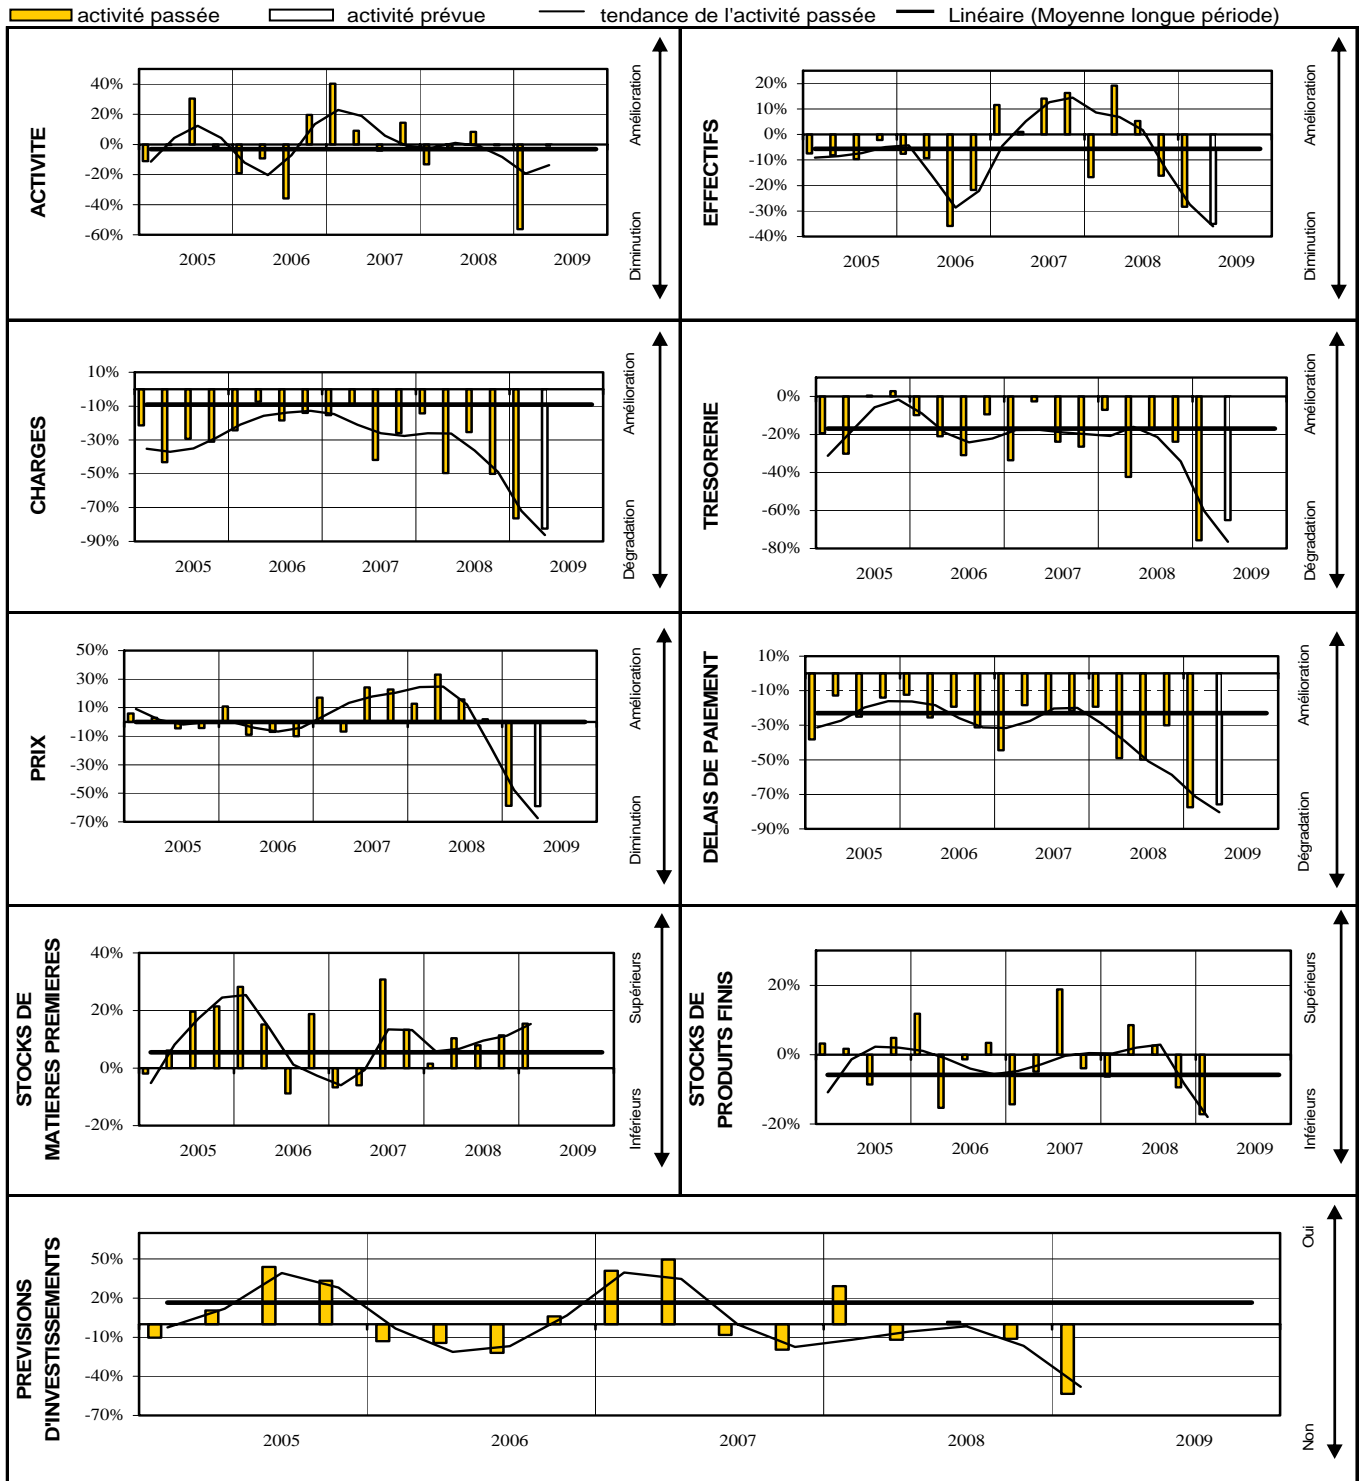 activité passée activité prévue tendance de l'activité passée Linéaire (Moyenne longue période)
ACTIVITE
40%
20%
0%
-20%
-40%
-60%
2005 2006 2007 2008 2009
Amélioration
Diminution
EFFECTIFS
20%
10%
0%
-10%
-20%
-30%
-40%
2005 2006 2007 2008 2009
Amélioration
Diminution
CHARGES
10%
-10%
-30%
-50%
-70%
-90%
2005 2006 2007 2008 2009
Amélioration
Dégradation
TRESORERIE
0%
-20%
-40%
-60%
-80%
2005 2006 2007 2008 2009
Amélioration
Dégradation
PRIX
50%
30%
10%
-10%
-30%
-50%
-70%
2005 2006 2007 2008 2009
Amélioration
Diminution
DELAIS DE PAIEMENT
10%
-10%
-30%
-50%
-70%
-90%
2005 2006 2007 2008 2009
Amélioration
Dégradation
STOCKS DE
MATIERES PREMIERES
40%
20%
0%
-20%
2005 2006 2007 2008 2009
Supérieurs
Inférieurs
STOCKS DE
PRODUITS FINIS
20%
0%
-20%
2005 2006 2007 2008 2009
Supérieurs
Inférieurs
PREVISIONS
D'INVESTISSEMENTS
50%
20%
-10%
-40%
-70%
2005 2006 2007 2008 2009
Oui
Non